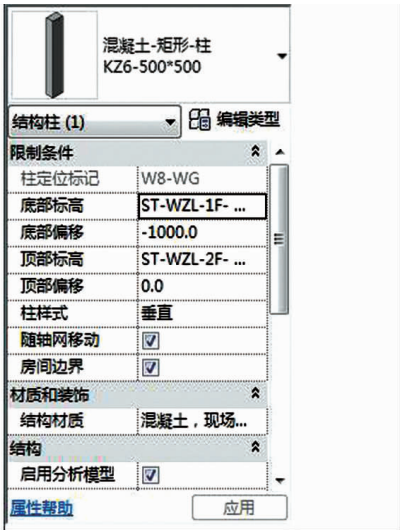 混凝土-矩形-柱
KZ6-500*500
结构柱 (1) 编辑类型
限制条件
柱定位标记 W8-WG
底部标高 ST-WZL-1F- ...
底部偏移 -1000.0
顶部标高 ST-WZL-2F- ...
顶部偏移 0.0
柱样式 垂直
随轴网移动
房间边界
材质和装饰
结构材质 混凝土，现场...
结构
启用分析模型
属性帮助 应用